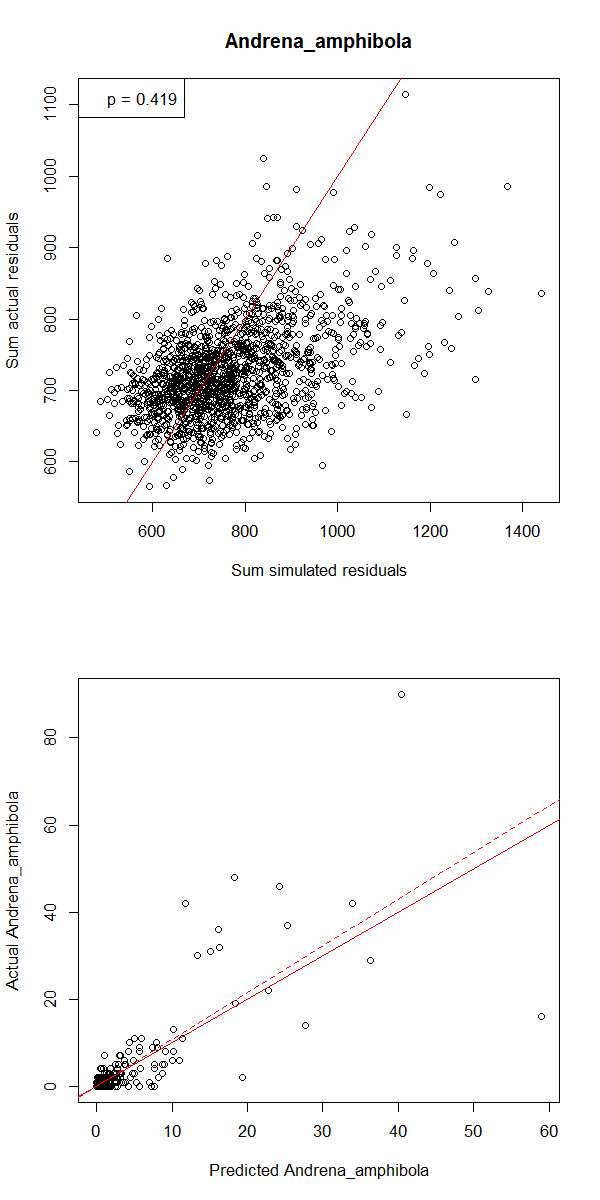 Andrena_amphibola
p = 0.419
1100
1000
900
800
700
600
Sum actual residuals
600 800 1000 1200 1400
Sum simulated residuals
80
60
40
20
0
Actual Andrena_amphibola
0 10 20 30 40 50 60
Predicted Andrena_amphibola